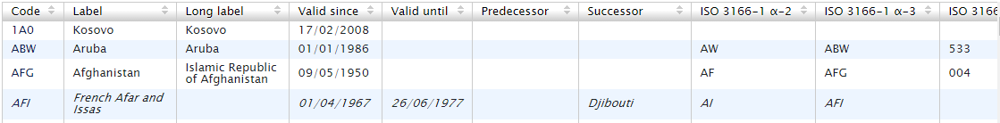 Code Label Long label Valid since Valid until Predecessor Successor ISO 3166-1 α-2 ISO 3166-1 α-3 ISO 3166
1A0 Kosovo Kosovo 17/02/2008
ABW Aruba Aruba 01/01/1986 AW ABW 533
AFG Afghanistan Islamic Republic of Afghanistan 09/05/1950 AF AFG 004
AFI French Afar and Issas 01/04/1967 26/06/1977 Djibouti AI AFI